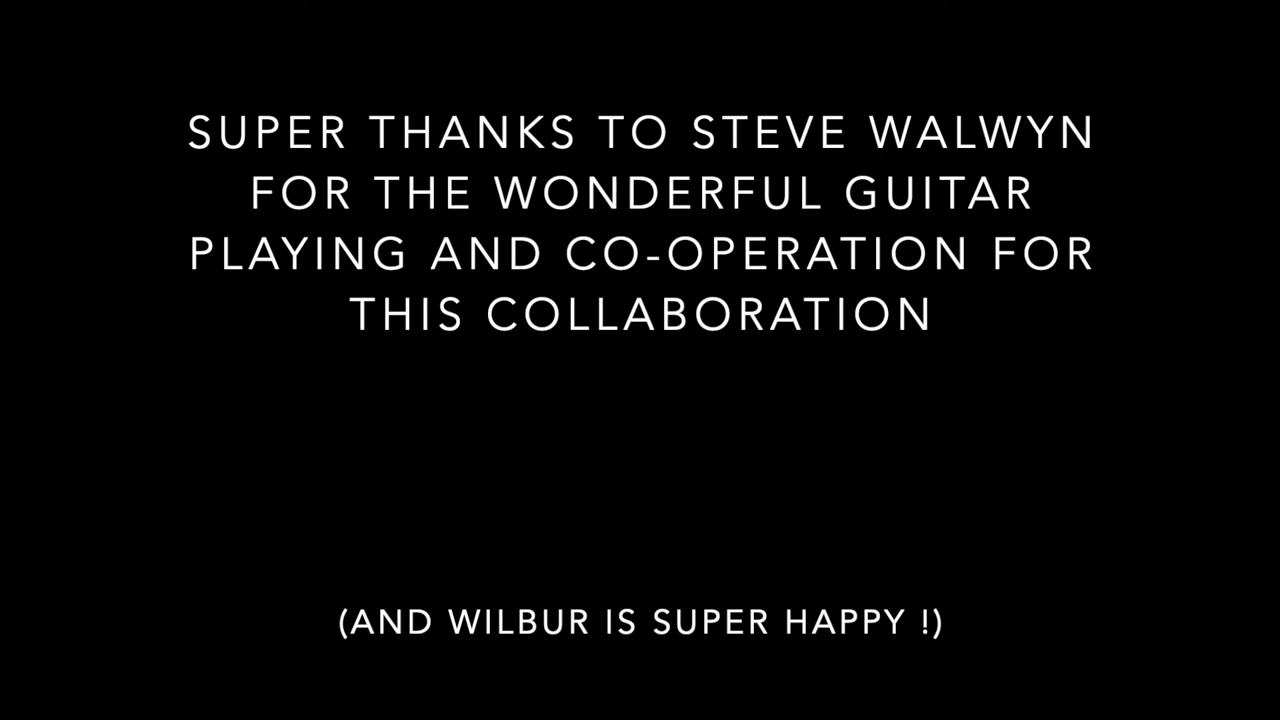 SUPER THANKS TO STEVE WALWYN
FOR THE WONDERFUL GUITAR
PLAYING AND CO-OPERATION FOR
THIS COLLABORATION
(AND WILBUR IS SUPER HAPPY !)